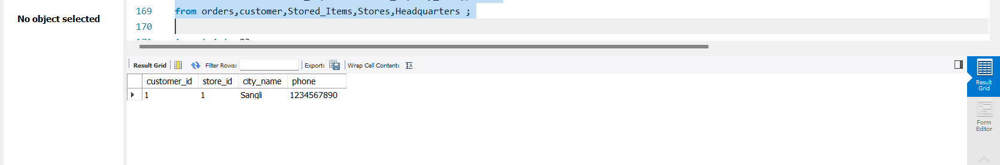 No object selected
169 from orders,customer,Stored_Items,Stores,Headquarters ;
170
Result Grid Filter Rows: Export: Wrap Cell Content:
customer_id store_id city_name phone
1 1 Sangli 1234567890
Result
Grid
Form
Editor